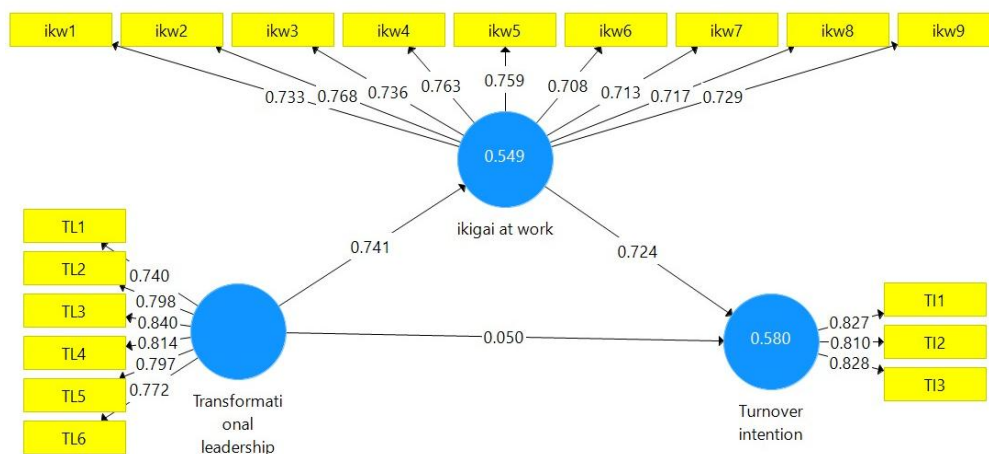 ikw1 ikw2 ikw3 ikw4 ikw5 ikw6 ikw7 ikw8 ikw9
0.733 0.768 0.736 0.763 0.759 0.708 0.713 0.717 0.729
0.549
ikigai at work
0.741
0.724
TL1
TL2
TL3
TL4
TL5
TL6
0.740
0.798
0.840
0.814
0.797
0.772
Transformati
onal
leadership
0.050
0.580
Turnover
intention
0.827
0.810
0.828
TI1
TI2
TI3